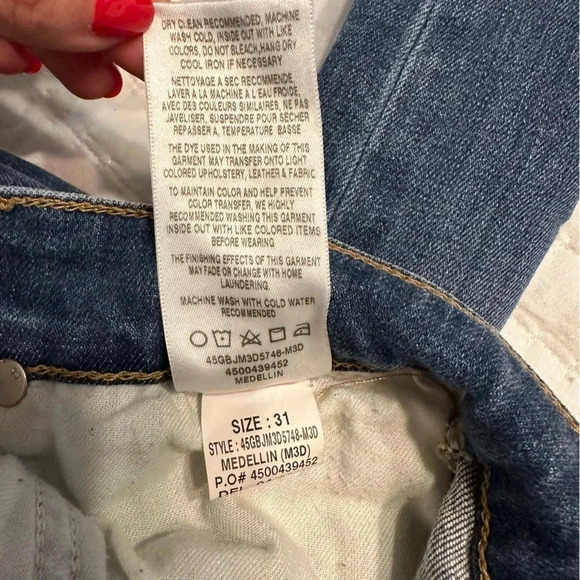 DRY CLEAN RECOMMENDED, MACHINE
WASH COLD, INSIDE OUT WITH LIKE
COLORS, DO NOT BLEACH, HANG DRY
COOL IRON IF NECESSARY
NETTOYAGE A SEC RECOMMENDE
LAVER A LA MACHINE A L EAU FROIDE,
AVEC DES COULEURS SIMILAIRES, NE PAS
JAVELISER, SUSPENDRE POUR SECHER
REPASSER A, TEMPERATURE BASSE
THE DYE USED IN THE MAKING OF THIS
GARMENT MAY TRANSFER ONTO LIGHT
COLORED UPHOLSTERY, LEATHER & FABRIC
TO MAINTAIN COLOR AND HELP PREVENT
COLOR TRANSFER, WE HIGHLY
RECOMMENDED WASHING THIS GARMENT
INSIDE OUT WITH LIKE COLORED ITEMS
BEFORE WEARING
THE FINISHING EFFECTS OF THIS GARMENT
MAY FADE OR CHANGE WITH HOME
LAUNDERING.
MACHINE WASH WITH COLD WATER
RECOMMENDED
45GBJM3D5748-M3D
4500439452
MEDELLIN
SIZE : 31
STYLE : 45GBJM3D5748-M3D
MEDELLIN (M3D)
P.O# 4500439452